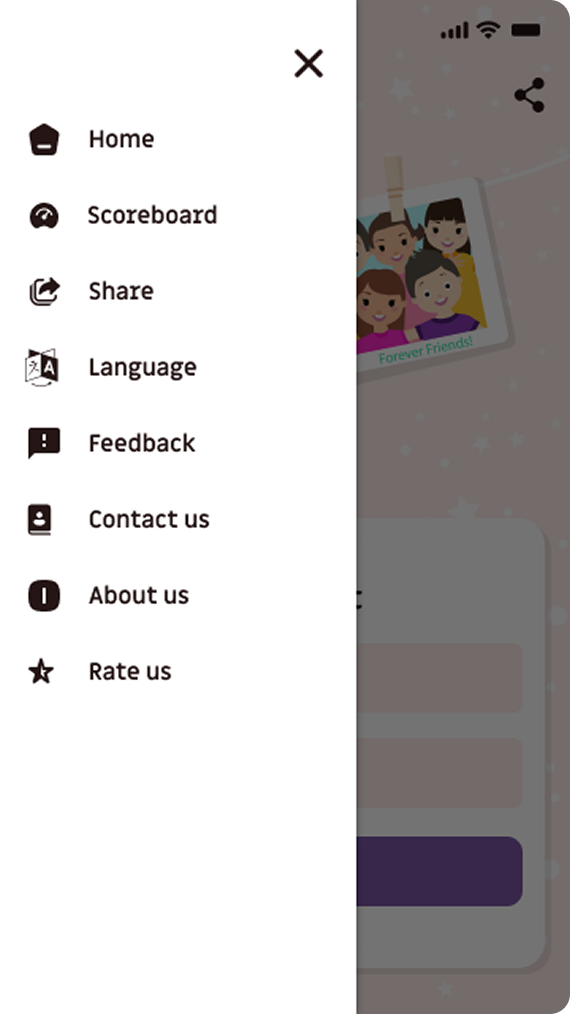 Home
Scoreboard
Share
Language
Feedback
Contact us
About us
Rate us
Forever Friends!